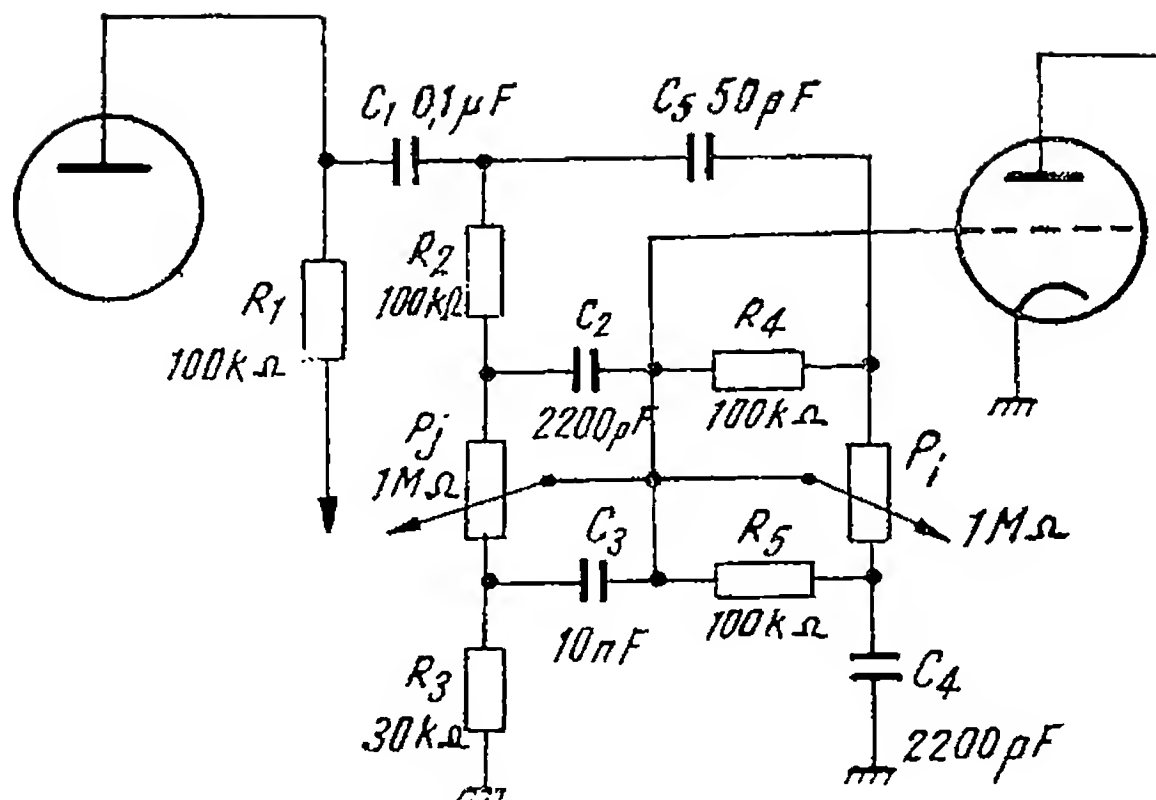 C1 0,1µF
C5 50pF
R2
100kΩ
R1
100kΩ
C2
2200pF
R4
100kΩ
Pj
1MΩ
Pi
1MΩ
C3
10nF
R5
100kΩ
R3
30kΩ
C4
2200pF